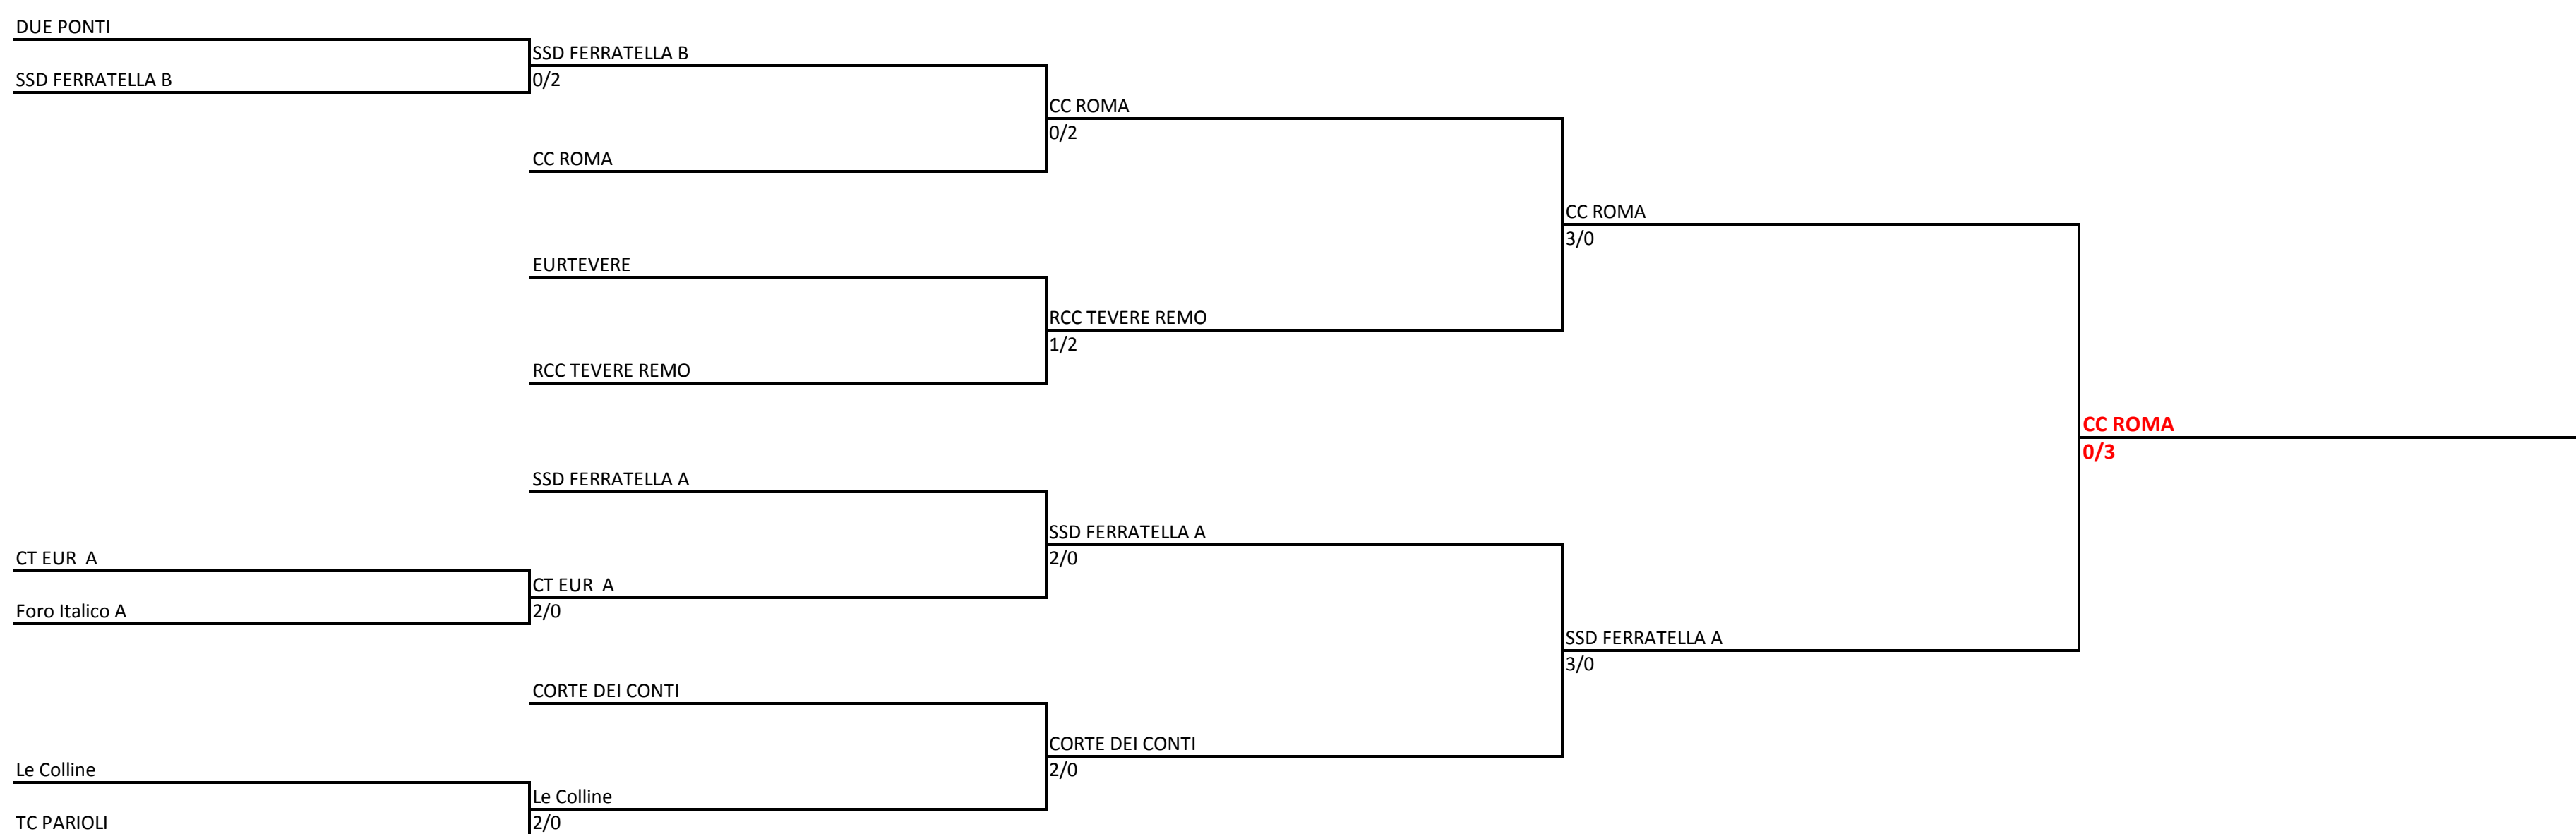 DUE PONTI
SSD FERRATELLA B
SSD FERRATELLA B
0/2
CC ROMA
0/2
CC ROMA
CC ROMA
3/0
EURTEVERE
RCC TEVERE REMO
1/2
RCC TEVERE REMO
CC ROMA
0/3
SSD FERRATELLA A
SSD FERRATELLA A
2/0
CT EUR  A
CT EUR  A
2/0
Foro Italico A
SSD FERRATELLA A
3/0
CORTE DEI CONTI
CORTE DEI CONTI
2/0
Le Colline
Le Colline
2/0
TC PARIOLI